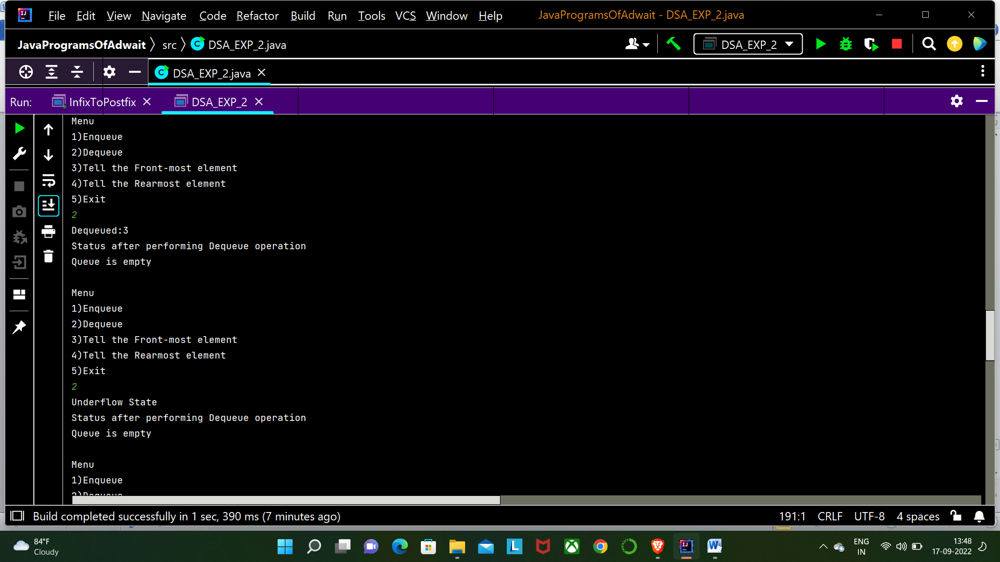 File Edit View Navigate Code Refactor Build Run Tools VCS Window Help JavaProgramsOfAdwait - DSA_EXP_2.java
JavaProgramsOfAdwait src DSA_EXP_2.java DSA_EXP_2
DSA_EXP_2.java
Run: InfixToPostfix DSA_EXP_2
Menu
1)Enqueue
2)Dequeue
3)Tell the Front-most element
4)Tell the Rearmost element
5)Exit
2
Dequeued:3
Status after performing Dequeue operation
Queue is empty
Menu
1)Enqueue
2)Dequeue
3)Tell the Front-most element
4)Tell the Rearmost element
5)Exit
2
Underflow State
Status after performing Dequeue operation
Queue is empty
Menu
1)Enqueue
2)Dequeue
Build completed successfully in 1 sec, 390 ms (7 minutes ago) 191:1 CRLF UTF-8 4 spaces
84°F
Cloudy
ENG
IN
13:48
17-09-2022